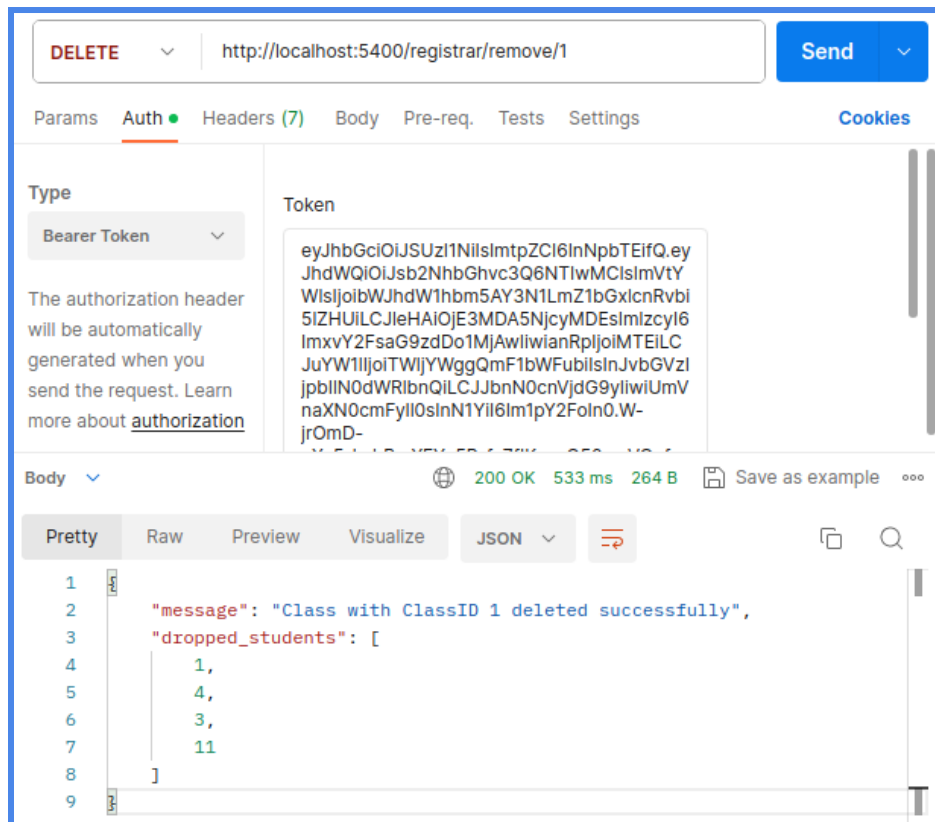 DELETE http://localhost:5400/registrar/remove/1 Send
Params Auth Headers (7) Body Pre-req. Tests Settings Cookies
Type
Bearer Token
The authorization header
will be automatically
generated when you
send the request. Learn
more about authorization
Token
eyJhbGciOiJSUzI1NiIsImtpZCI6InNpbTEifQ.ey
JhdWQiOiJsb2NhbGhvc3Q6NTIwMCIsImVtY
WlsIjoibWJhdW1hbm5AY3N1LmZ1bGxlcnRvbi
5lZHUiLCJleHAiOjE3MDA5NjcyMDEsImlzcyI6
ImxvY2FsaG9zdDo1MjAwIiwianRpIjoiMTEiLC
JuYW1lIjoiTWljYWggQmF1bWFubiIsInJvbGVzI
jpbIlN0dWRlbnQiLCJJbnN0cnVjdG9yIiwiUmV
naXN0cmFyIl0sInN1YiI6Im1pY2FoIn0.W-
jrOmD-
Body 200 OK 533 ms 264 B Save as example
Pretty Raw Preview Visualize JSON
1 {
2 "message": "Class with ClassID 1 deleted successfully",
3 "dropped_students": [
4 1,
5 4,
6 3,
7 11
8 ]
9 }